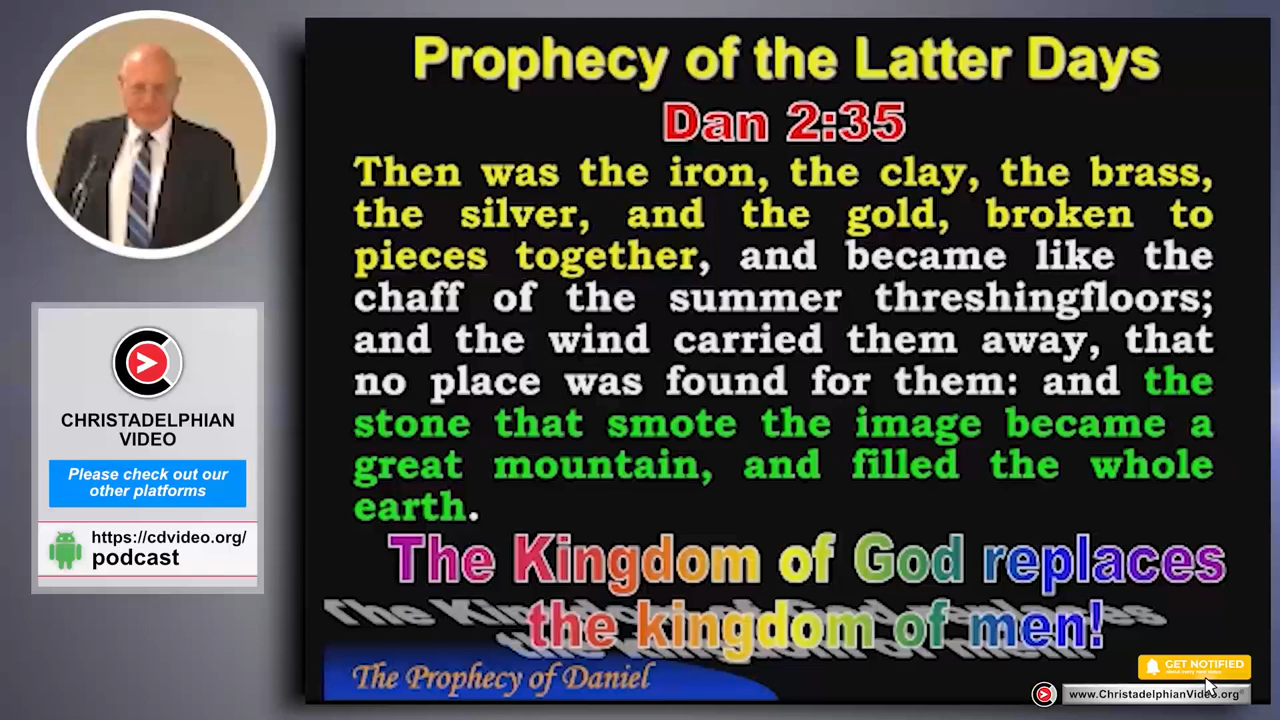 Prophecy of the Latter Days
Dan 2:35
Then was the iron, the clay, the brass,
the silver, and the gold, broken to
pieces together, and became like the
chaff of the summer threshingfloors;
and the wind carried them away, that
no place was found for them: and the
stone that smote the image became a
great mountain, and filled the whole
earth.
The Kingdom of God replaces
the kingdom of men!
The Prophecy of Daniel
CHRISTADELPHIAN
VIDEO
Please check out our
other platforms
https://cdvideo.org/
podcast
GET NOTIFIED
www.ChristadelphianVideo.org